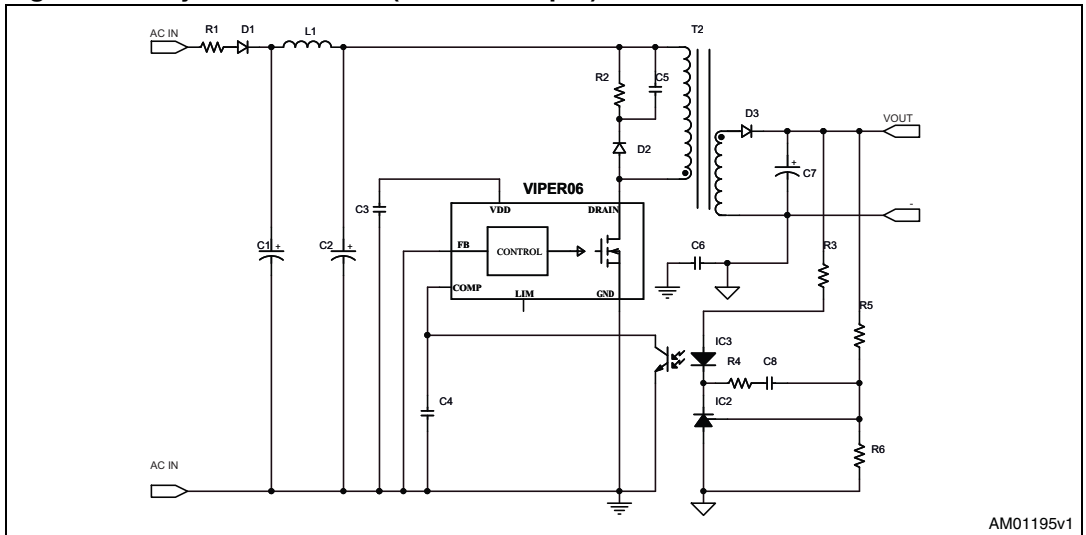 AC IN
R1
D1
L1
T2
R2
C5
D3
VOUT
D2
C7
VIPER06
C3
VDD
DRAIN
-
C1
+
C2
+
FB
CONTROL
C6
R3
COMP
LIM
GND
R5
IC3
R4
C8
C4
IC2
R6
AC IN
AM01195v1